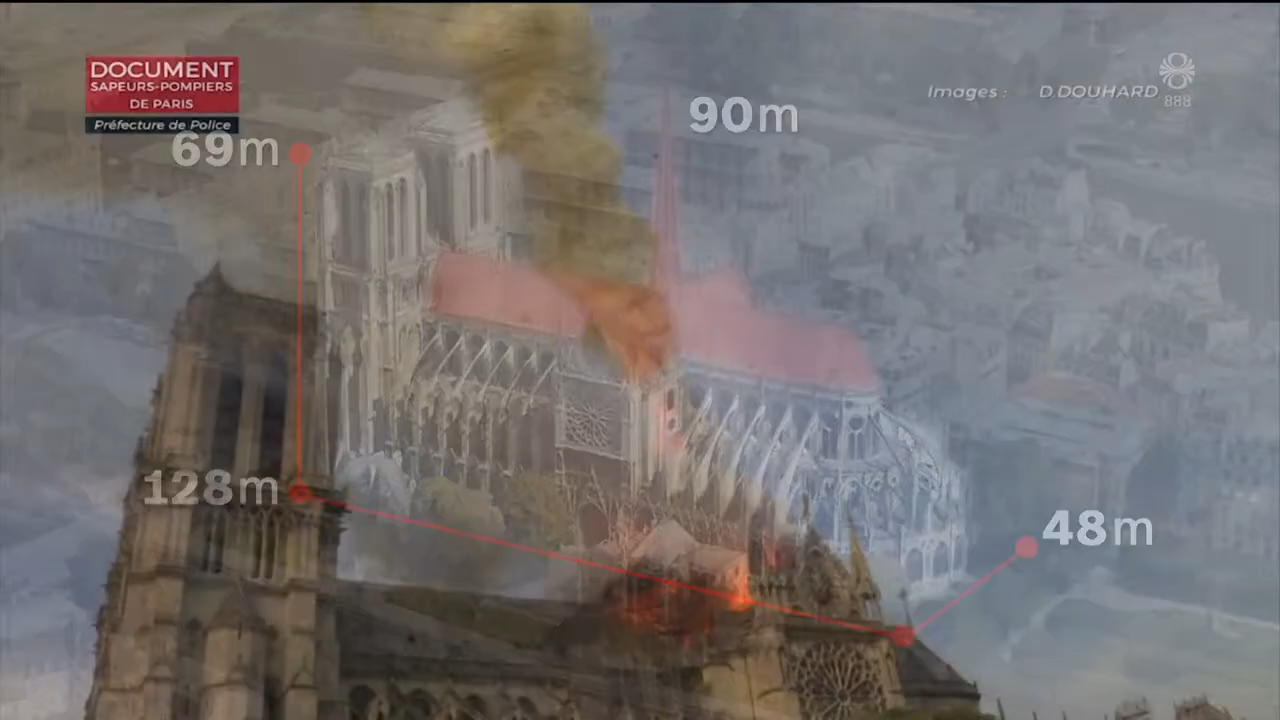 DOCUMENT
SAPEURS-POMPIERS
DE PARIS
Préfecture de Police
Images : D.DOUHARD
888
90m
69m
128m
48m